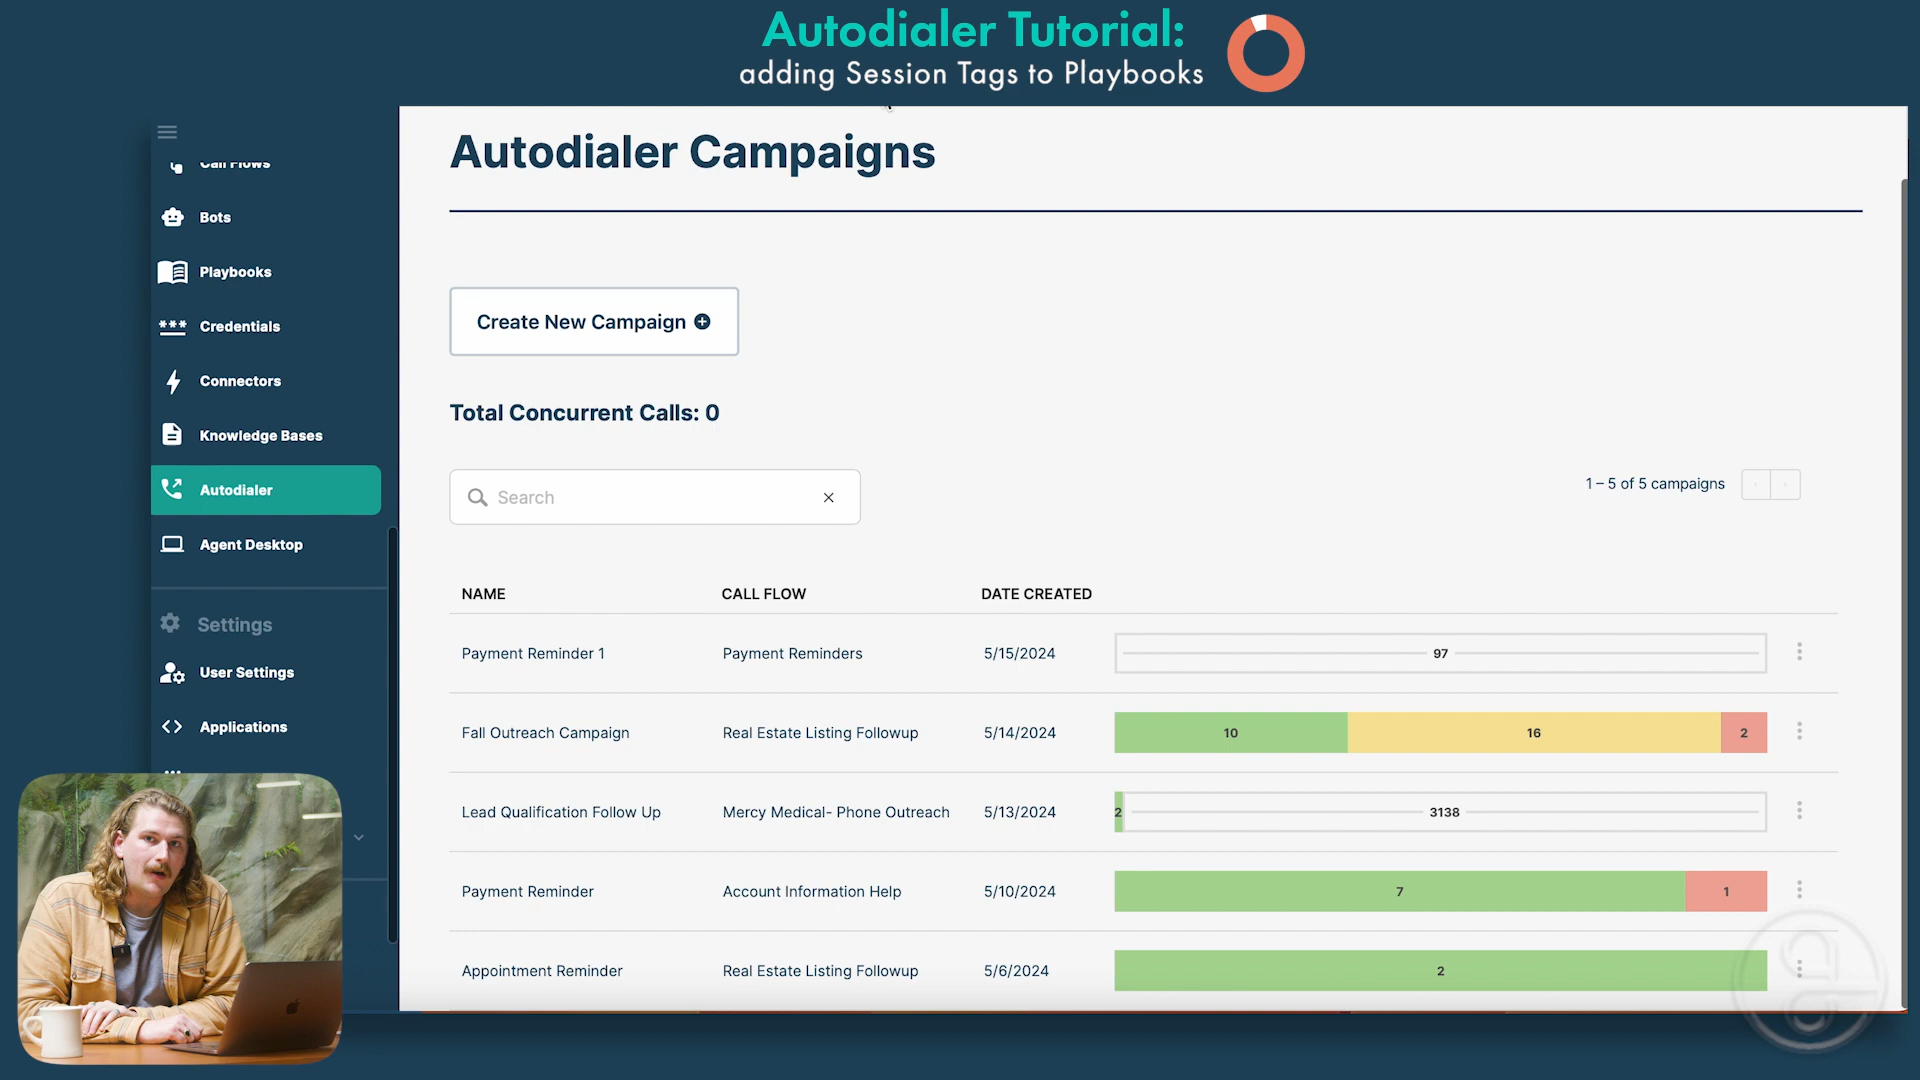 Autodialer Tutorial:
adding Session Tags to Playbooks
Call Flows
Bots
Playbooks
Credentials
Connectors
Knowledge Bases
Autodialer
Agent Desktop
Settings
User Settings
Applications
Autodialer Campaigns
Create New Campaign
Total Concurrent Calls: 0
Search
1 – 5 of 5 campaigns
NAME CALL FLOW DATE CREATED
Payment Reminder 1 Payment Reminders 5/15/2024 97
Fall Outreach Campaign Real Estate Listing Followup 5/14/2024 10 16 2
Lead Qualification Follow Up Mercy Medical- Phone Outreach 5/13/2024 2 3138
Payment Reminder Account Information Help 5/10/2024 7 1
Appointment Reminder Real Estate Listing Followup 5/6/2024 2